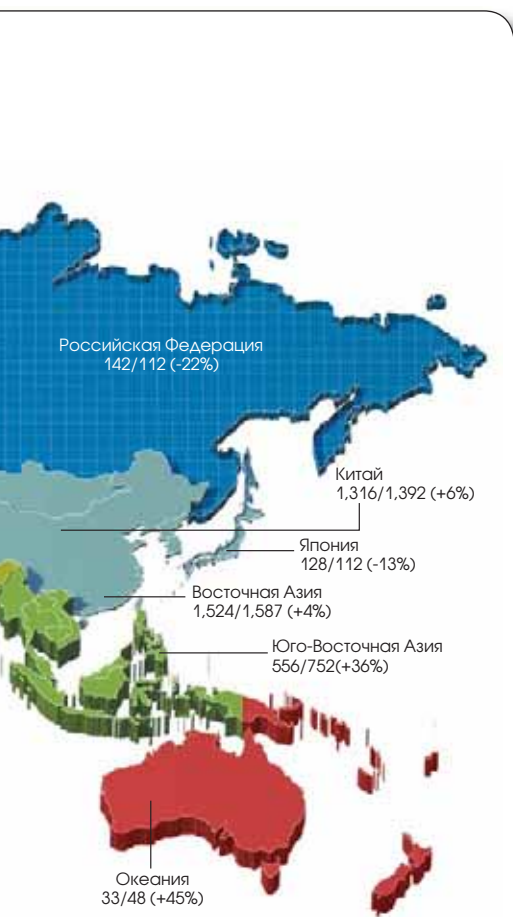 Российская Федерация
142/112 (-22%)
Китай
1,316/1,392 (+6%)
Япония
128/112 (-13%)
Восточная Азия
1,524/1,587 (+4%)
Юго-Восточная Азия
556/752(+36%)
Океания
33/48 (+45%)